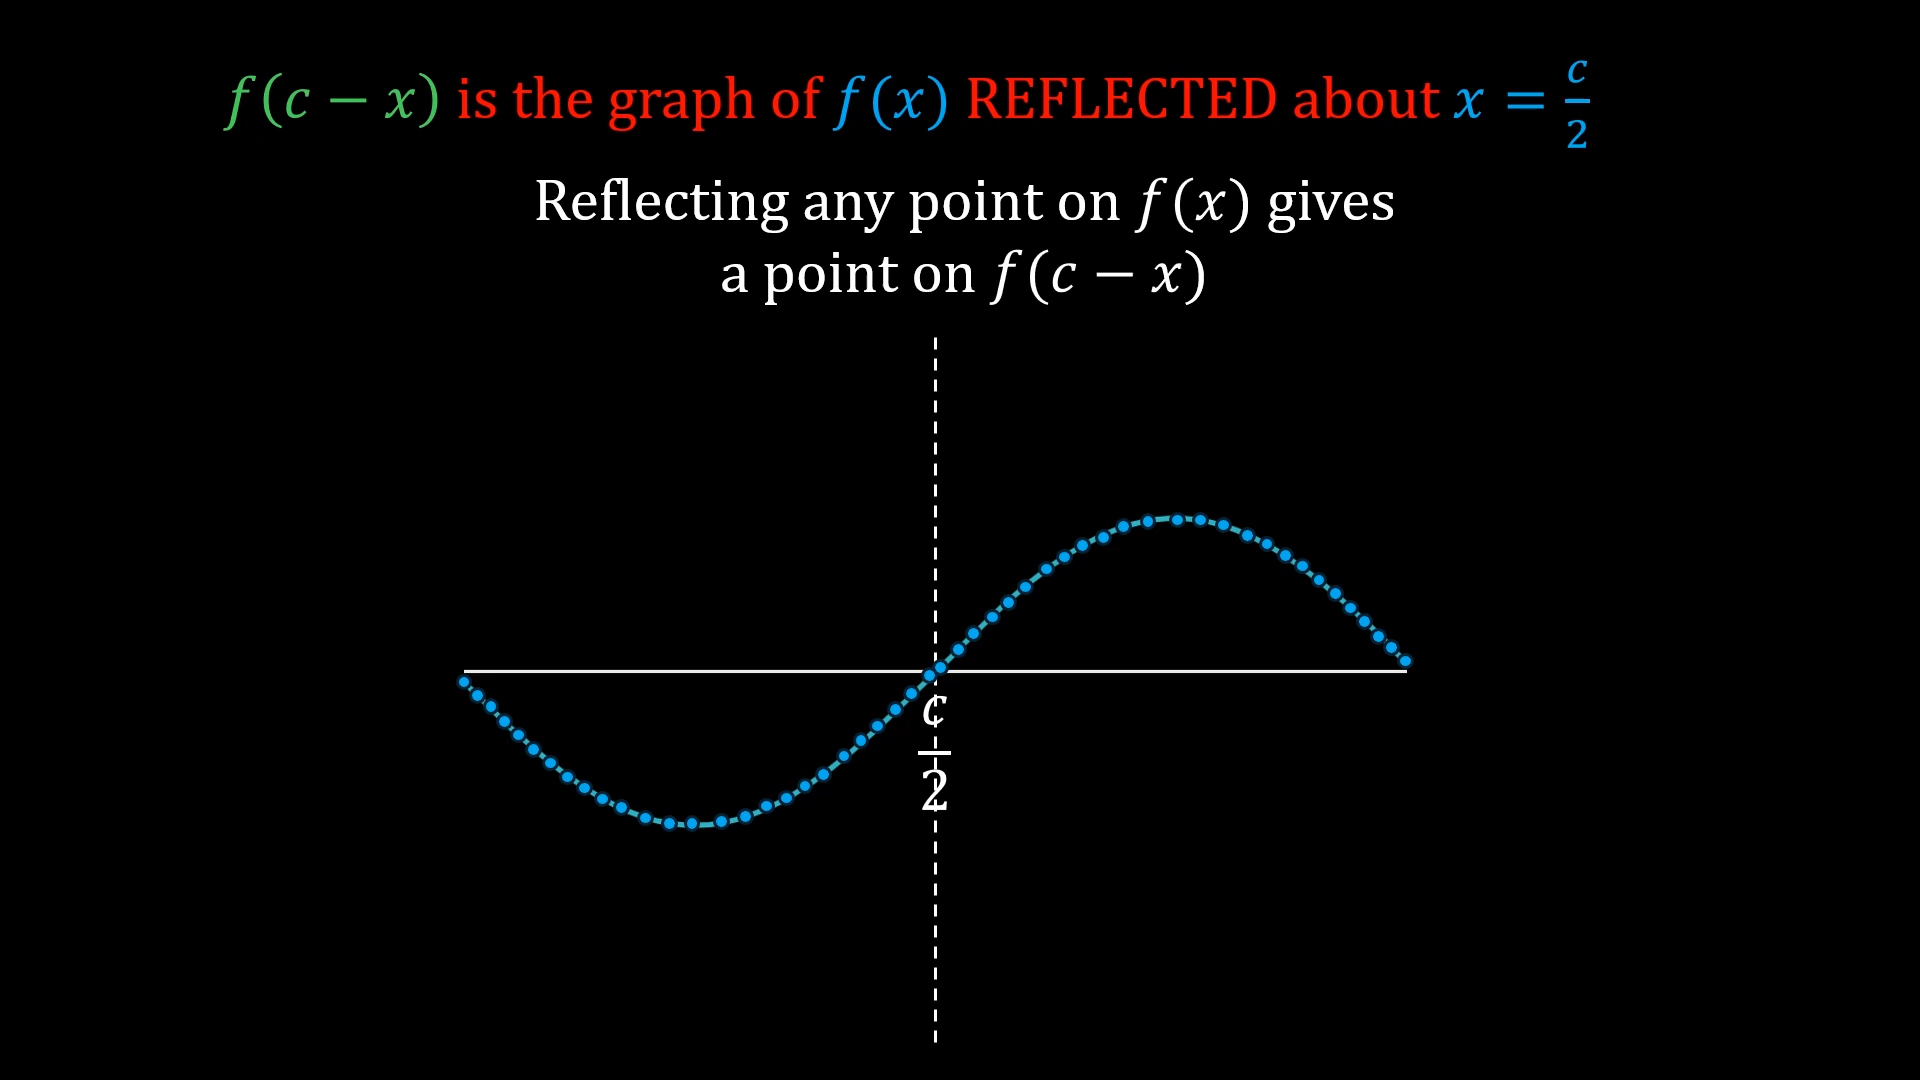 f(c − x) is the graph of f(x) REFLECTED about x = c/2
Reflecting any point on f(x) gives
a point on f(c − x)
c/2